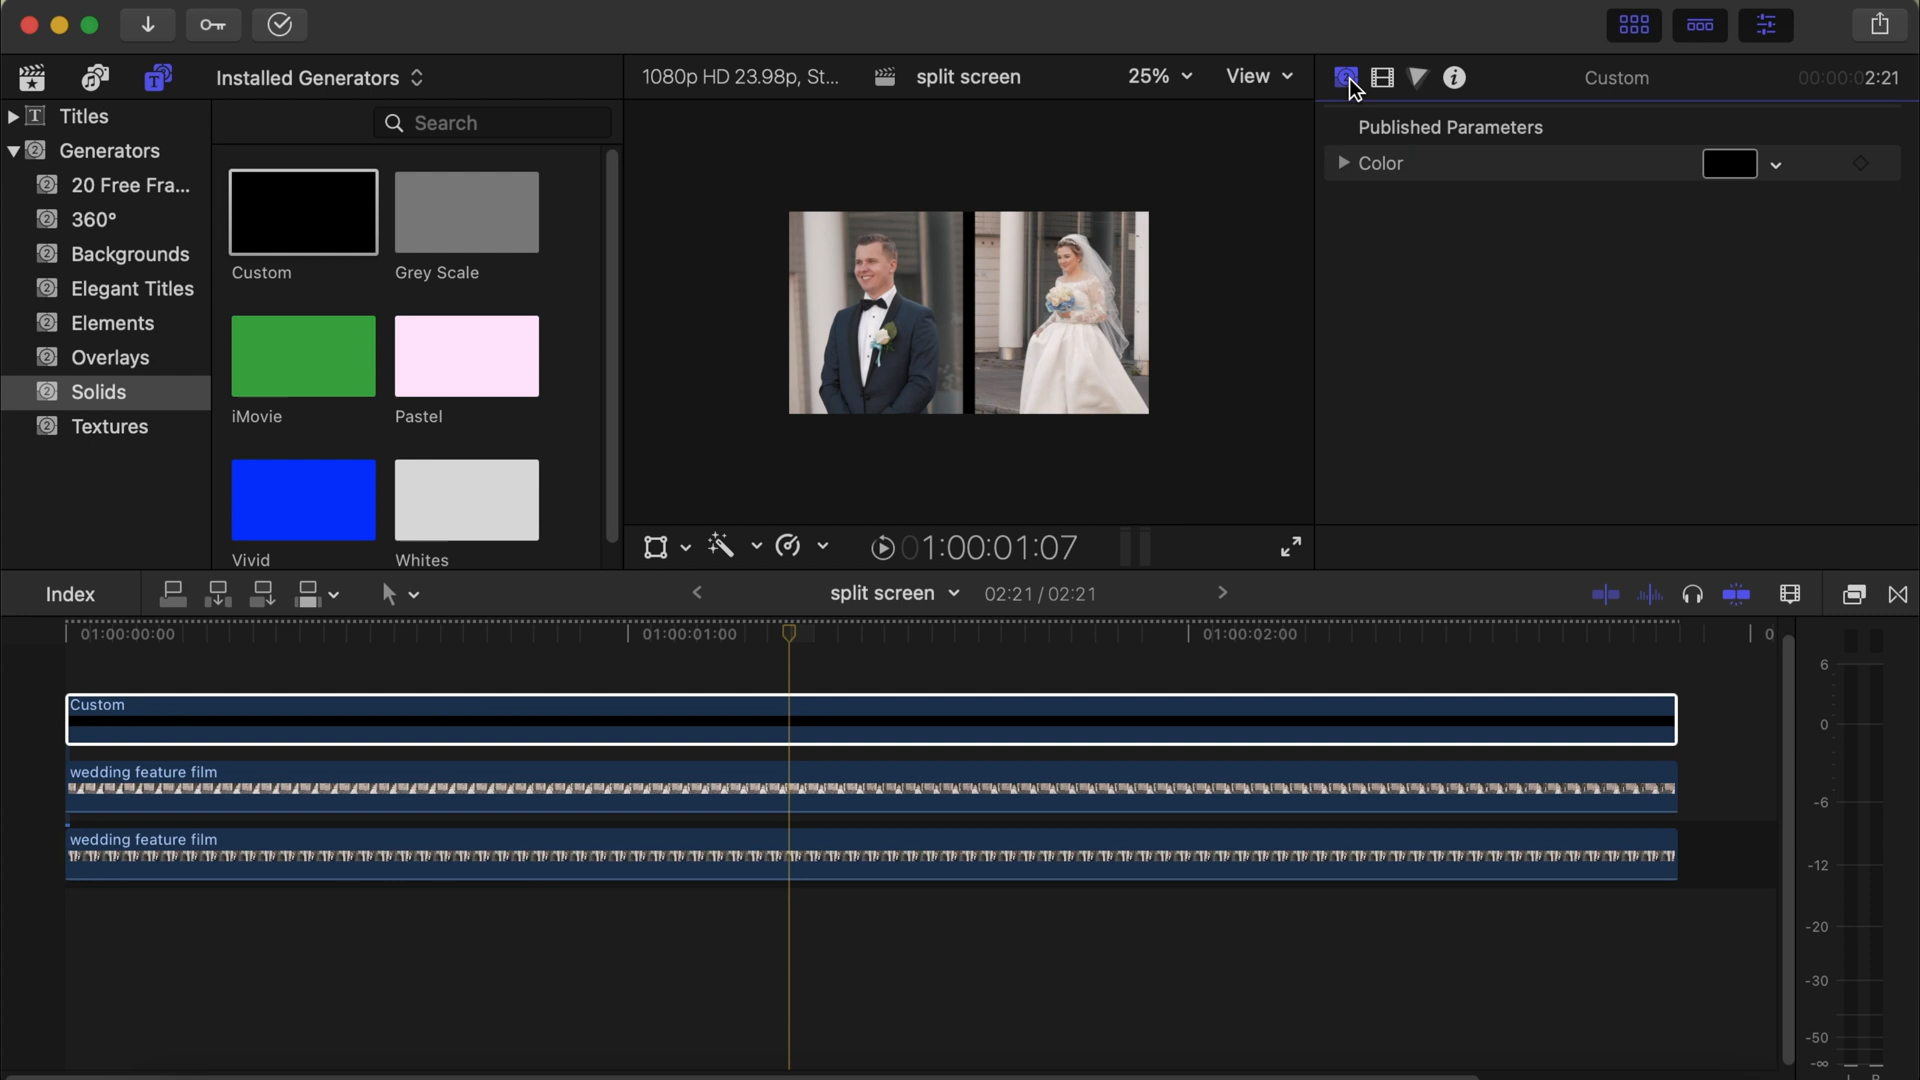 Installed Generators
1080p HD 23.98p, St...
split screen
25%
View
Custom
00:00:02:21
Titles
Generators
20 Free Fra...
360°
Backgrounds
Elegant Titles
Elements
Overlays
Solids
Textures
Search
Custom
Grey Scale
iMovie
Pastel
Vivid
Whites
Published Parameters
Color
01:00:01:07
Index
split screen
02:21 / 02:21
01:00:00:00
01:00:01:00
01:00:02:00
0
Custom
wedding feature film
wedding feature film
6
0
-6
-12
-20
-30
-50
-∞